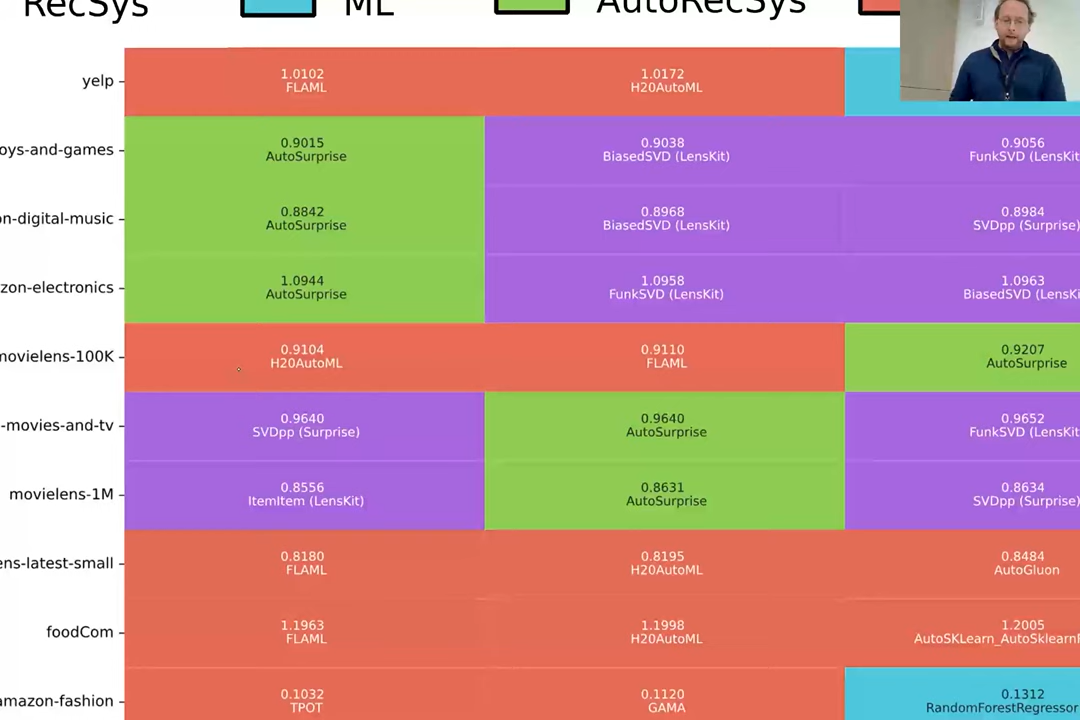 RecSys ML AutoRecSys
yelp
1.0102 1.0172
FLAML H20AutoML
oys-and-games
0.9015 0.9038 0.9056
AutoSurprise BiasedSVD (LensKit) FunkSVD (LensKit
on-digital-music
0.8842 0.8968 0.8984
AutoSurprise BiasedSVD (LensKit) SVDpp (Surprise)
zon-electronics
1.0944 1.0958 1.0963
AutoSurprise FunkSVD (LensKit) BiasedSVD (LensKi
movielens-100K
0.9104 0.9110 0.9207
H20AutoML FLAML AutoSurprise
-movies-and-tv
0.9640 0.9640 0.9652
SVDpp (Surprise) AutoSurprise FunkSVD (LensKit
movielens-1M
0.8556 0.8631 0.8634
ItemItem (LensKit) AutoSurprise SVDpp (Surprise)
ens-latest-small
0.8180 0.8195 0.8484
FLAML H20AutoML AutoGluon
foodCom
1.1963 1.1998 1.2005
FLAML H20AutoML AutoSKLearn_AutoSklearn
amazon-fashion
0.1032 0.1120 0.1312
TPOT GAMA RandomForestRegressor